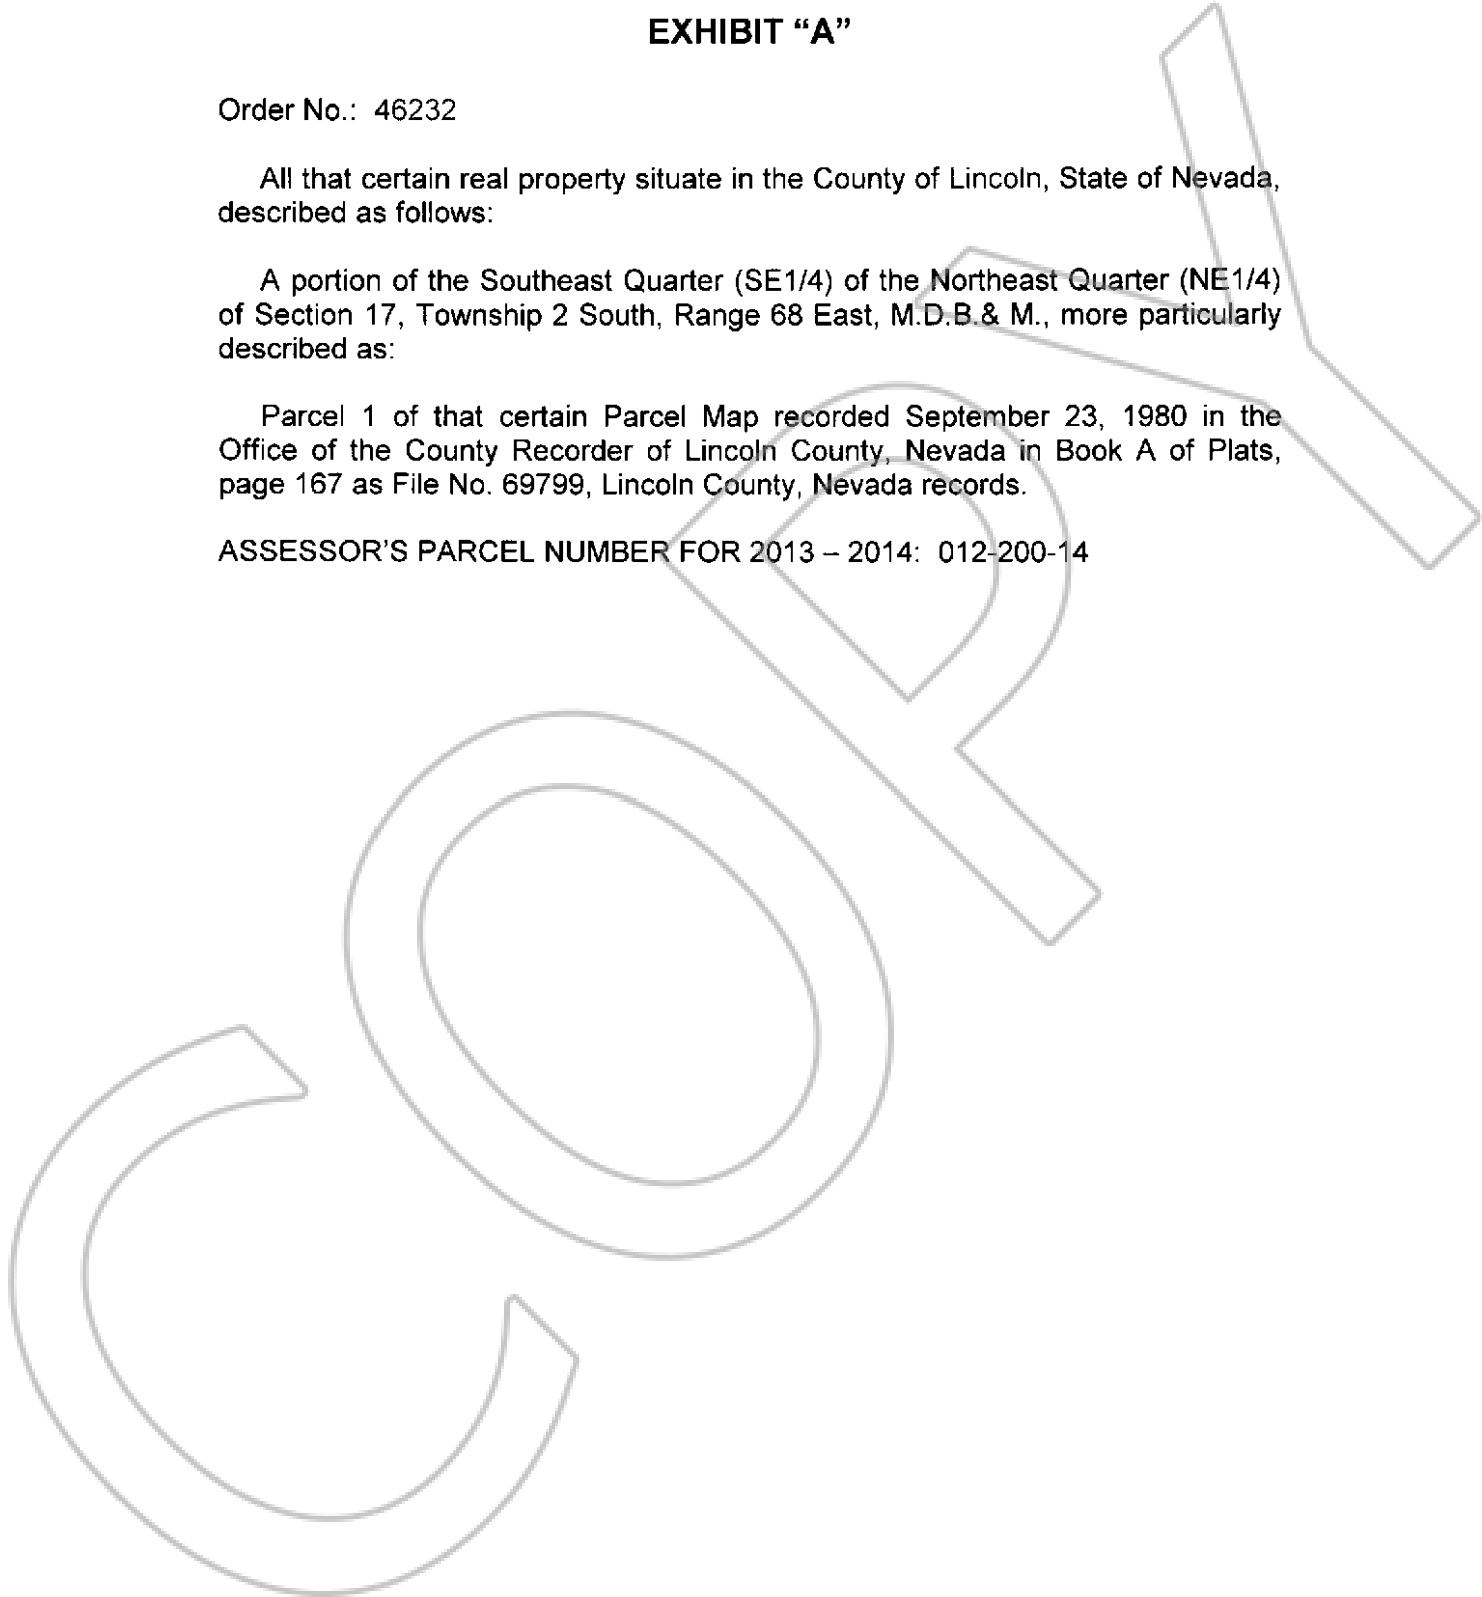 EXHIBIT “A”
Order No.: 46232
All that certain real property situate in the County of Lincoln, State of Nevada,
described as follows:
A portion of the Southeast Quarter (SE1/4) of the Northeast Quarter (NE1/4)
of Section 17, Township 2 South, Range 68 East, M.D.B.& M., more particularly
described as:
Parcel 1 of that certain Parcel Map recorded September 23, 1980 in the
Office of the County Recorder of Lincoln County, Nevada in Book A of Plats,
page 167 as File No. 69799, Lincoln County, Nevada records.
ASSESSOR’S PARCEL NUMBER FOR 2013 – 2014: 012-200-14
COPY